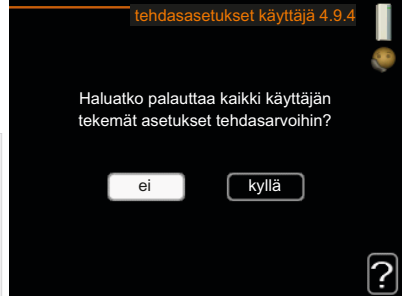 tehdasasetukset käyttäjä 4.9.4
Haluatko palauttaa kaikki käyttäjän
tekemät asetukset tehdasarvoihin?
ei
kyllä
?